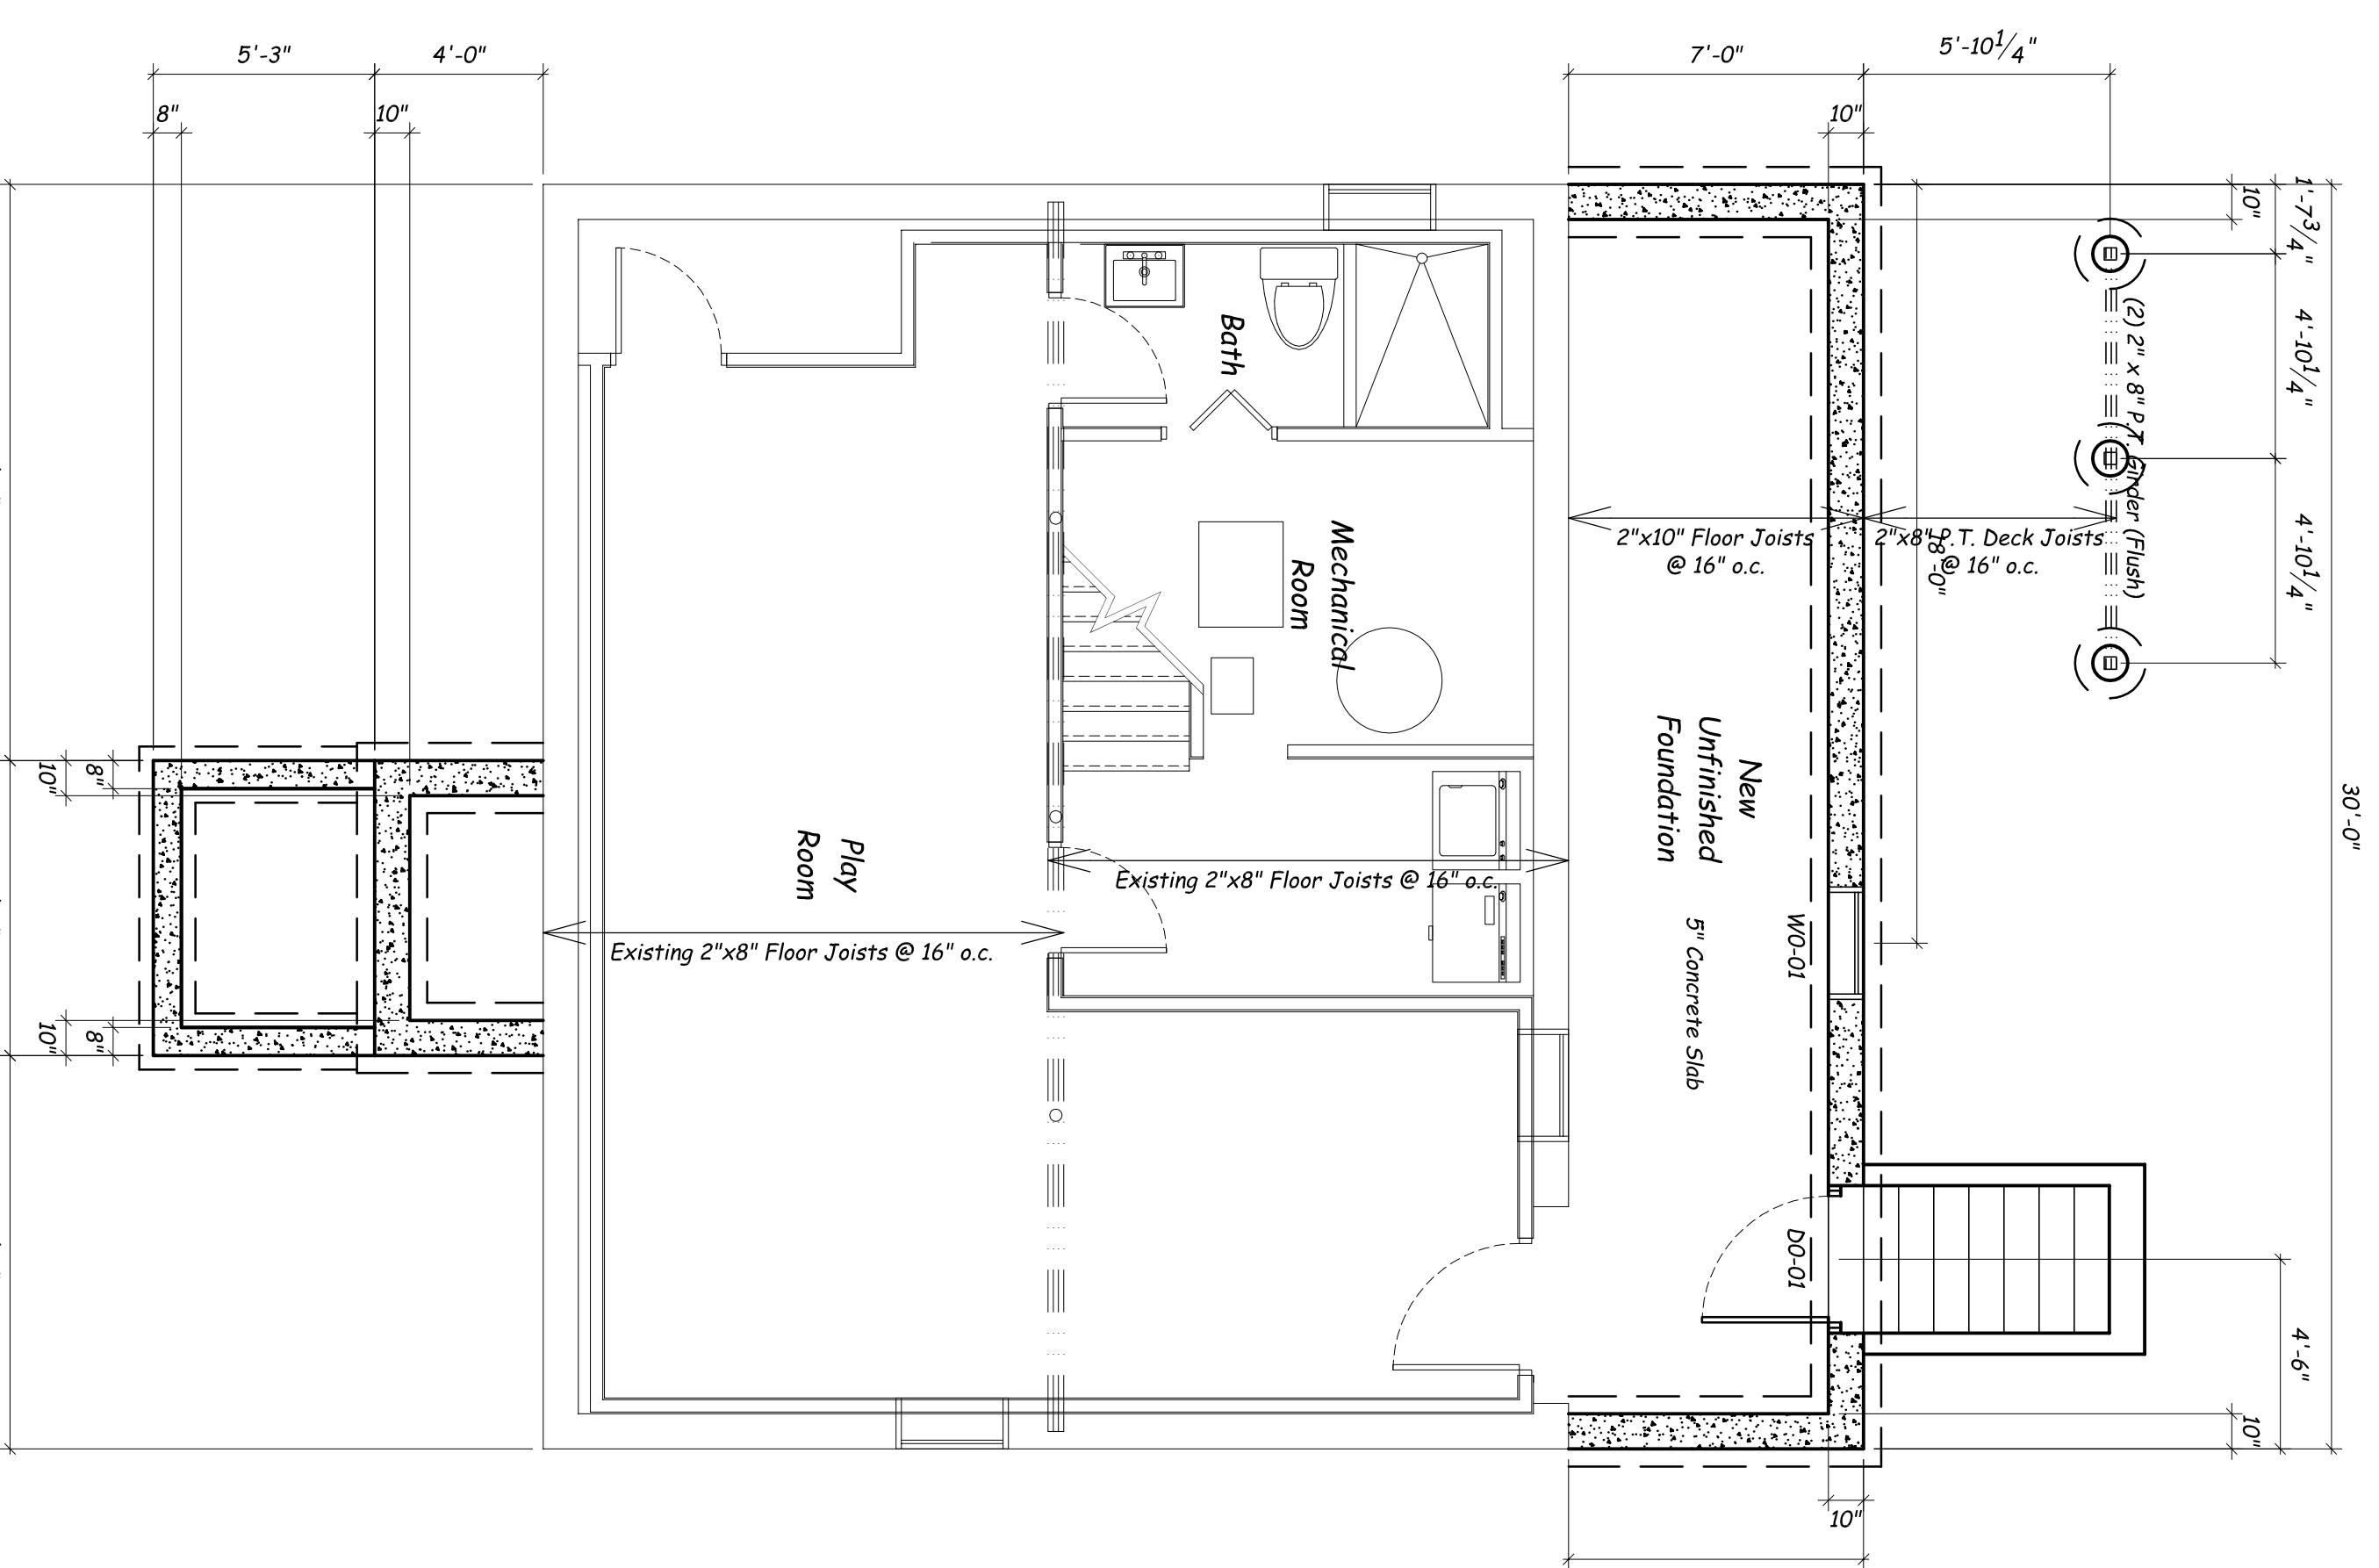 5'-3"
4'-0"
7'-0"
5'-10 1/4"
8"
10"
10"
10"
1'-7 3/4"
4'-10 1/4"
4'-10 1/4"
(2) 2" x 8" P.T. Girder (Flush)
Bath
Mechanical
Room
2"x10" Floor Joists
@ 16" o.c.
2"x8" P.T. Deck Joists
@ 16" o.c.
18'-0"
New
Unfinished
Foundation
30'-0"
10"
8"
Play
Room
Existing 2"x8" Floor Joists @ 16" o.c.
Existing 2"x8" Floor Joists @ 16" o.c.
W0-01
5" Concrete Slab
10"
8"
D0-01
4'-6"
10"
10"